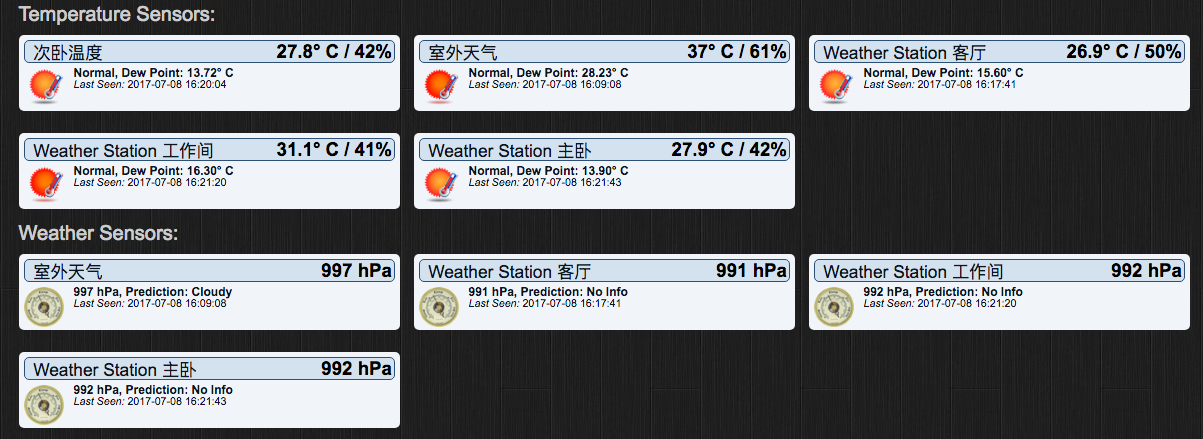 Temperature Sensors:
次卧温度 27.8° C / 42%
Normal, Dew Point: 13.72° C
Last Seen: 2017-07-08 16:20:04
室外天气 37° C / 61%
Normal, Dew Point: 28.23° C
Last Seen: 2017-07-08 16:09:08
Weather Station 客厅 26.9° C / 50%
Normal, Dew Point: 15.60° C
Last Seen: 2017-07-08 16:17:41
Weather Station 工作间 31.1° C / 41%
Normal, Dew Point: 16.30° C
Last Seen: 2017-07-08 16:21:20
Weather Station 主卧 27.9° C / 42%
Normal, Dew Point: 13.90° C
Last Seen: 2017-07-08 16:21:43
Weather Sensors:
室外天气 997 hPa
997 hPa, Prediction: Cloudy
Last Seen: 2017-07-08 16:09:08
Weather Station 客厅 991 hPa
991 hPa, Prediction: No Info
Last Seen: 2017-07-08 16:17:41
Weather Station 工作间 992 hPa
992 hPa, Prediction: No Info
Last Seen: 2017-07-08 16:21:20
Weather Station 主卧 992 hPa
992 hPa, Prediction: No Info
Last Seen: 2017-07-08 16:21:43